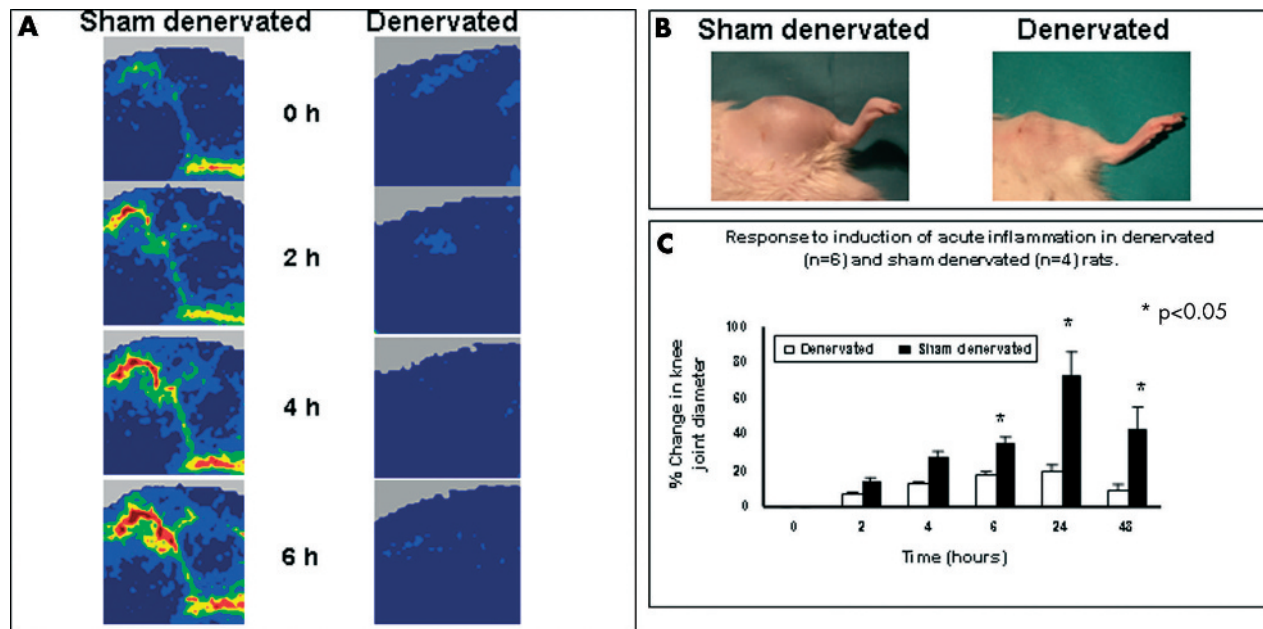 A
Sham denervated
Denervated
0 h
2 h
4 h
6 h
B
Sham denervated
Denervated
C
Response to induction of acute inflammation in denervated
(n=6) and sham denervated (n=4) rats.
* p<0.05
Denervated
Sham denervated
% Change in knee
joint diameter
100
80
60
40
20
0
*
*
*
0
2
4
6
24
48
Time (hours)